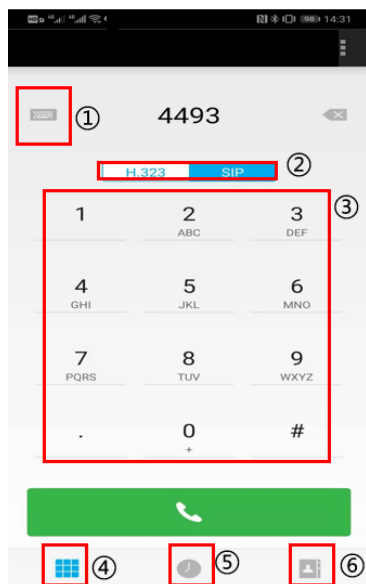 14:31
①
4493
②
H.323 SIP
③
1 2 3
ABC DEF
4 5 6
GHI JKL MNO
7 8 9
PQRS TUV WXYZ
. 0 #
+
④ ⑤ ⑥